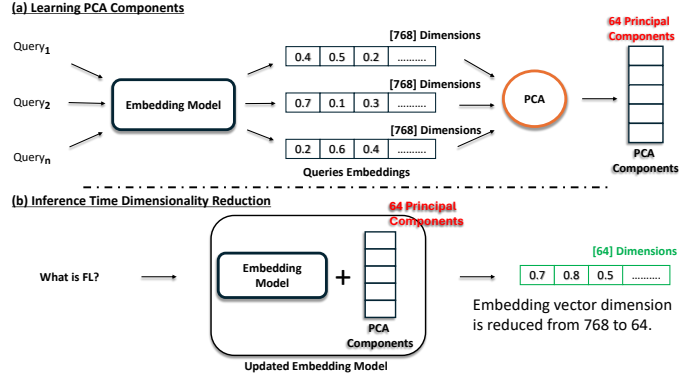 (a) Learning PCA Components
[768] Dimensions
64 Principal
Components
Query1
0.4 0.5 0.2 ..........
[768] Dimensions
Query2
Embedding Model
0.7 0.1 0.3 ..........
PCA
[768] Dimensions
Queryn
0.2 0.6 0.4 ..........
Queries Embeddings
PCA
Components
(b) Inference Time Dimensionality Reduction
64 Principal
Components
[64] Dimensions
What is FL?
Embedding
Model
+
0.7 0.8 0.5 ..........
Embedding vector dimension
is reduced from 768 to 64.
PCA
Components
Updated Embedding Model